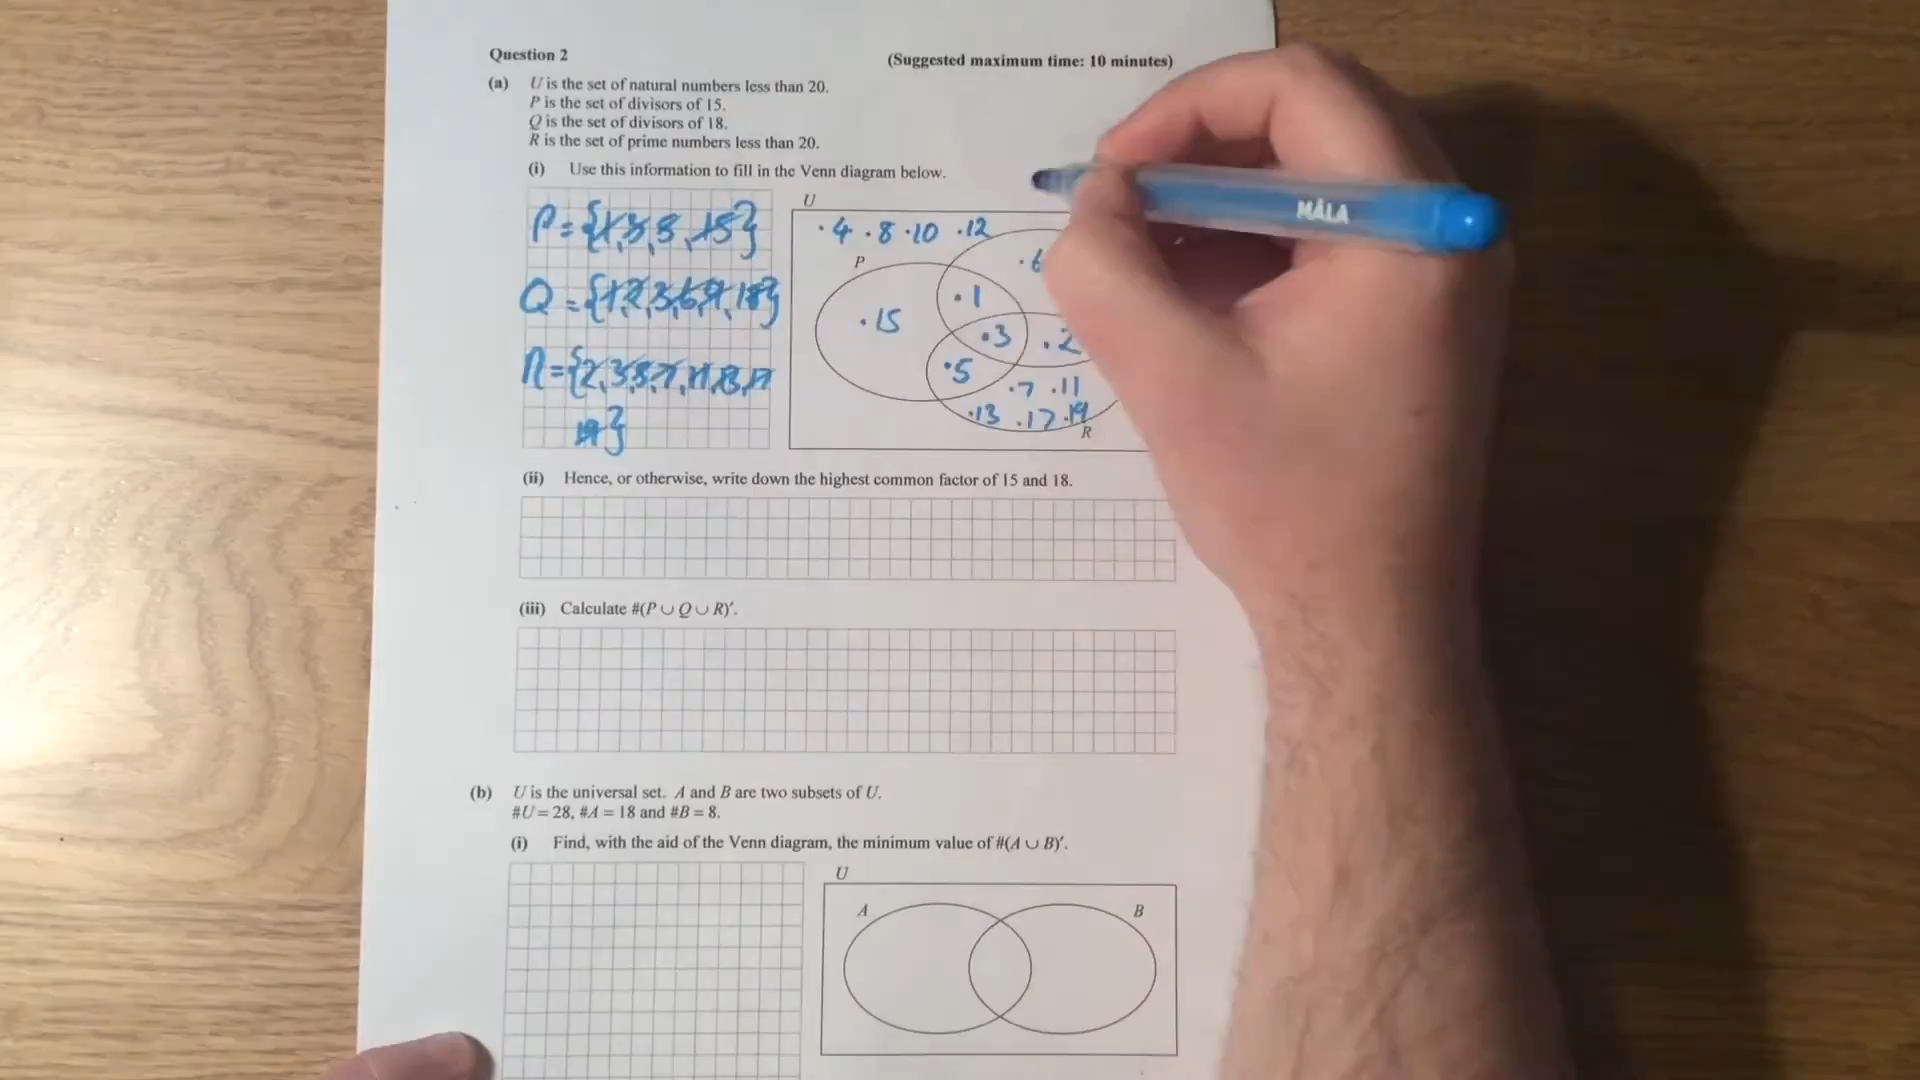 Question 2
(Suggested maximum time: 10 minutes)
(a) U is the set of natural numbers less than 20.
P is the set of divisors of 15.
Q is the set of divisors of 18.
R is the set of prime numbers less than 20.
(i) Use this information to fill in the Venn diagram below.
P = {1, 3, 5, 15}
Q = {1, 2, 3, 6, 9, 18}
R = {2, 3, 5, 7, 11, 13, 17
19}
U
·4 ·8 ·10 ·12
P
·6
·1
·15
·3 ·2
·5
·7 ·11
·13 ·17 ·19
R
(ii) Hence, or otherwise, write down the highest common factor of 15 and 18.
(iii) Calculate #(P ∪ Q ∪ R)′.
(b) U is the universal set. A and B are two subsets of U.
#U = 28, #A = 18 and #B = 8.
(i) Find, with the aid of the Venn diagram, the minimum value of #(A ∪ B)′.
U
A B
MÅLA